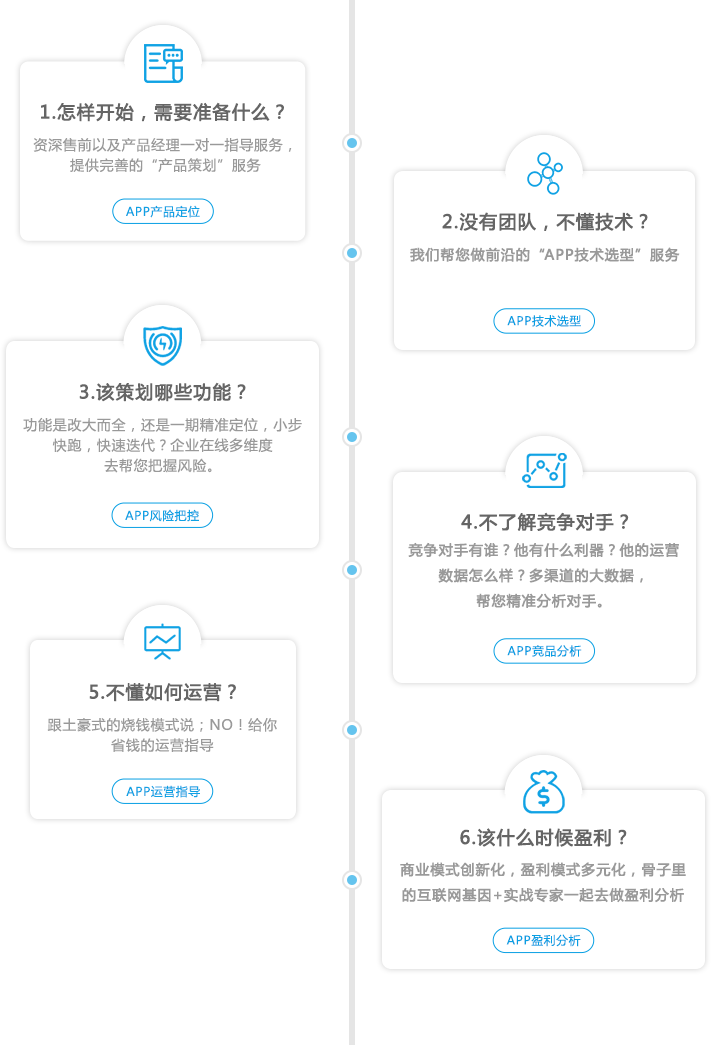 1.怎样开始，需要准备什么？
资深售前以及产品经理一对一指导服务，
提供完善的“产品策划”服务
APP产品定位
2.没有团队，不懂技术？
我们帮您做前沿的“APP技术选型”服务
APP技术选型
3.该策划哪些功能？
功能是改大而全，还是一期精准定位，小步
快跑，快速迭代？企业在线多维度
去帮您把握风险。
APP风险把控
4.不了解竞争对手？
竞争对手有谁？他有什么利器？他的运营
数据怎么样？多渠道的大数据，
帮您精准分析对手。
APP竞品分析
5.不懂如何运营？
跟土豪式的烧钱模式说；NO！给你
省钱的运营指导
APP运营指导
6.该什么时候盈利？
商业模式创新化，盈利模式多元化，骨子里
的互联网基因+实战专家一起去做盈利分析
APP盈利分析